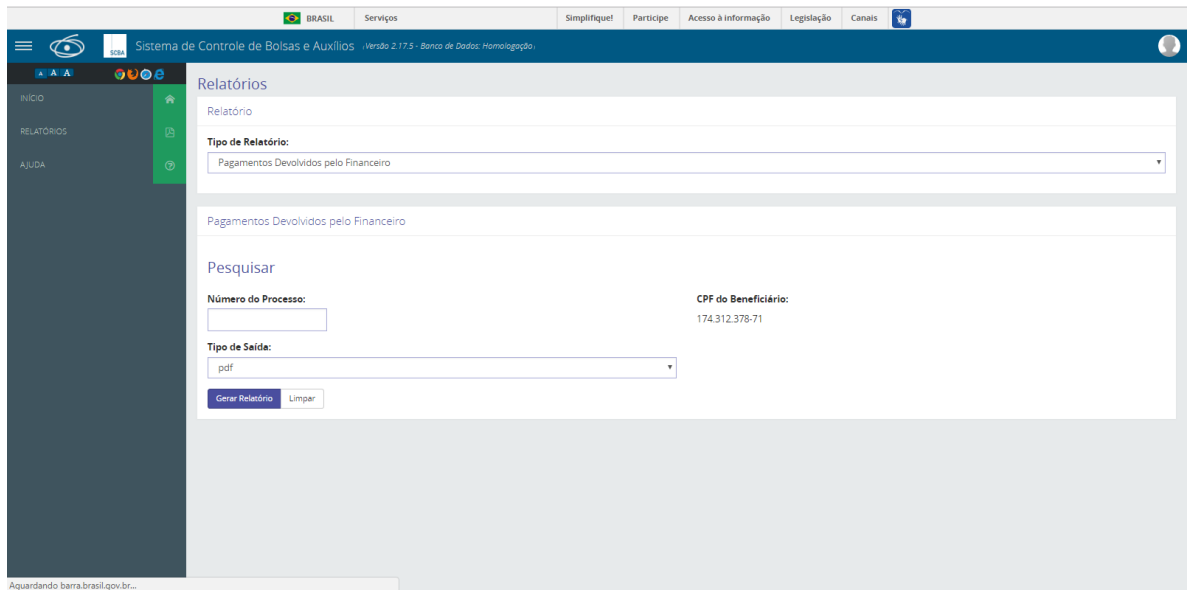 BRASIL Serviços Simplifique! Participe Acesso à informação Legislação Canais
SCBA Sistema de Controle de Bolsas e Auxílios (Versão 2.17.5 - Banco de Dados: Homologação)
A A A
INÍCIO
RELATÓRIOS
AJUDA
Relatórios
Relatório
Tipo de Relatório:
Pagamentos Devolvidos pelo Financeiro
Pagamentos Devolvidos pelo Financeiro
Pesquisar
Número do Processo: CPF do Beneficiário:
174.312.378-71
Tipo de Saída:
pdf
Gerar Relatório Limpar
Aguardando barra.brasil.gov.br...